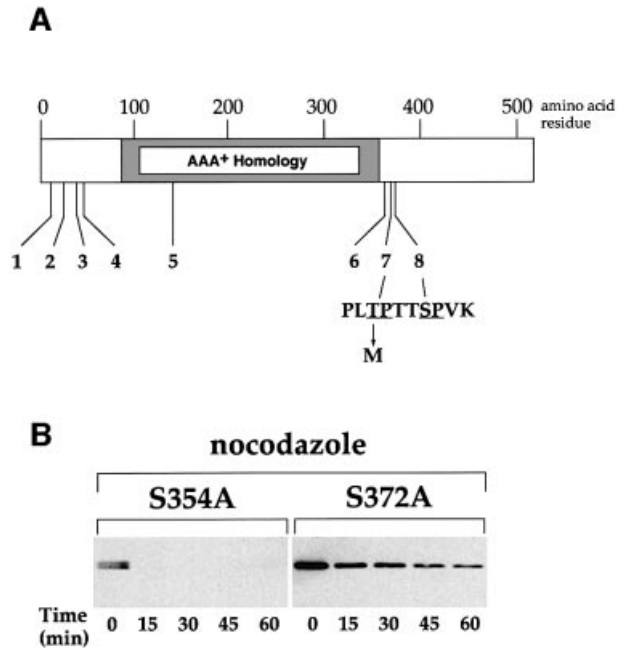 A
0 100 200 300 400 500 amino acid
residue
AAA+ Homology
1 2 3 4 5 6 7 8
PLTPTTSPVK
M
B
nocodazole
S354A S372A
Time 0 15 30 45 60 0 15 30 45 60
(min)